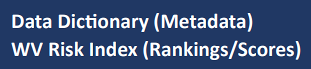 Data Dictionary (Metadata)
WV Risk Index (Rankings/Scores)